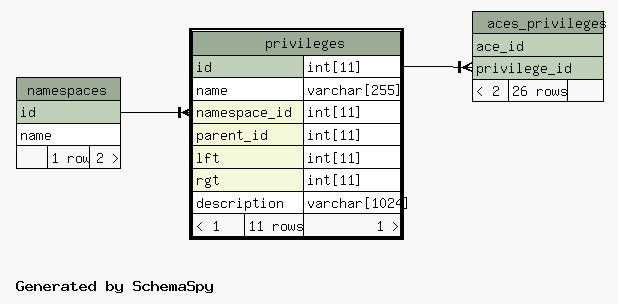 namespaces
id
name
1 row 2 >
privileges
id int[11]
name varchar[255]
namespace_id int[11]
parent_id int[11]
lft int[11]
rgt int[11]
description varchar[1024]
< 1 11 rows 1 >
aces_privileges
ace_id
privilege_id
< 2 26 rows
Generated by SchemaSpy